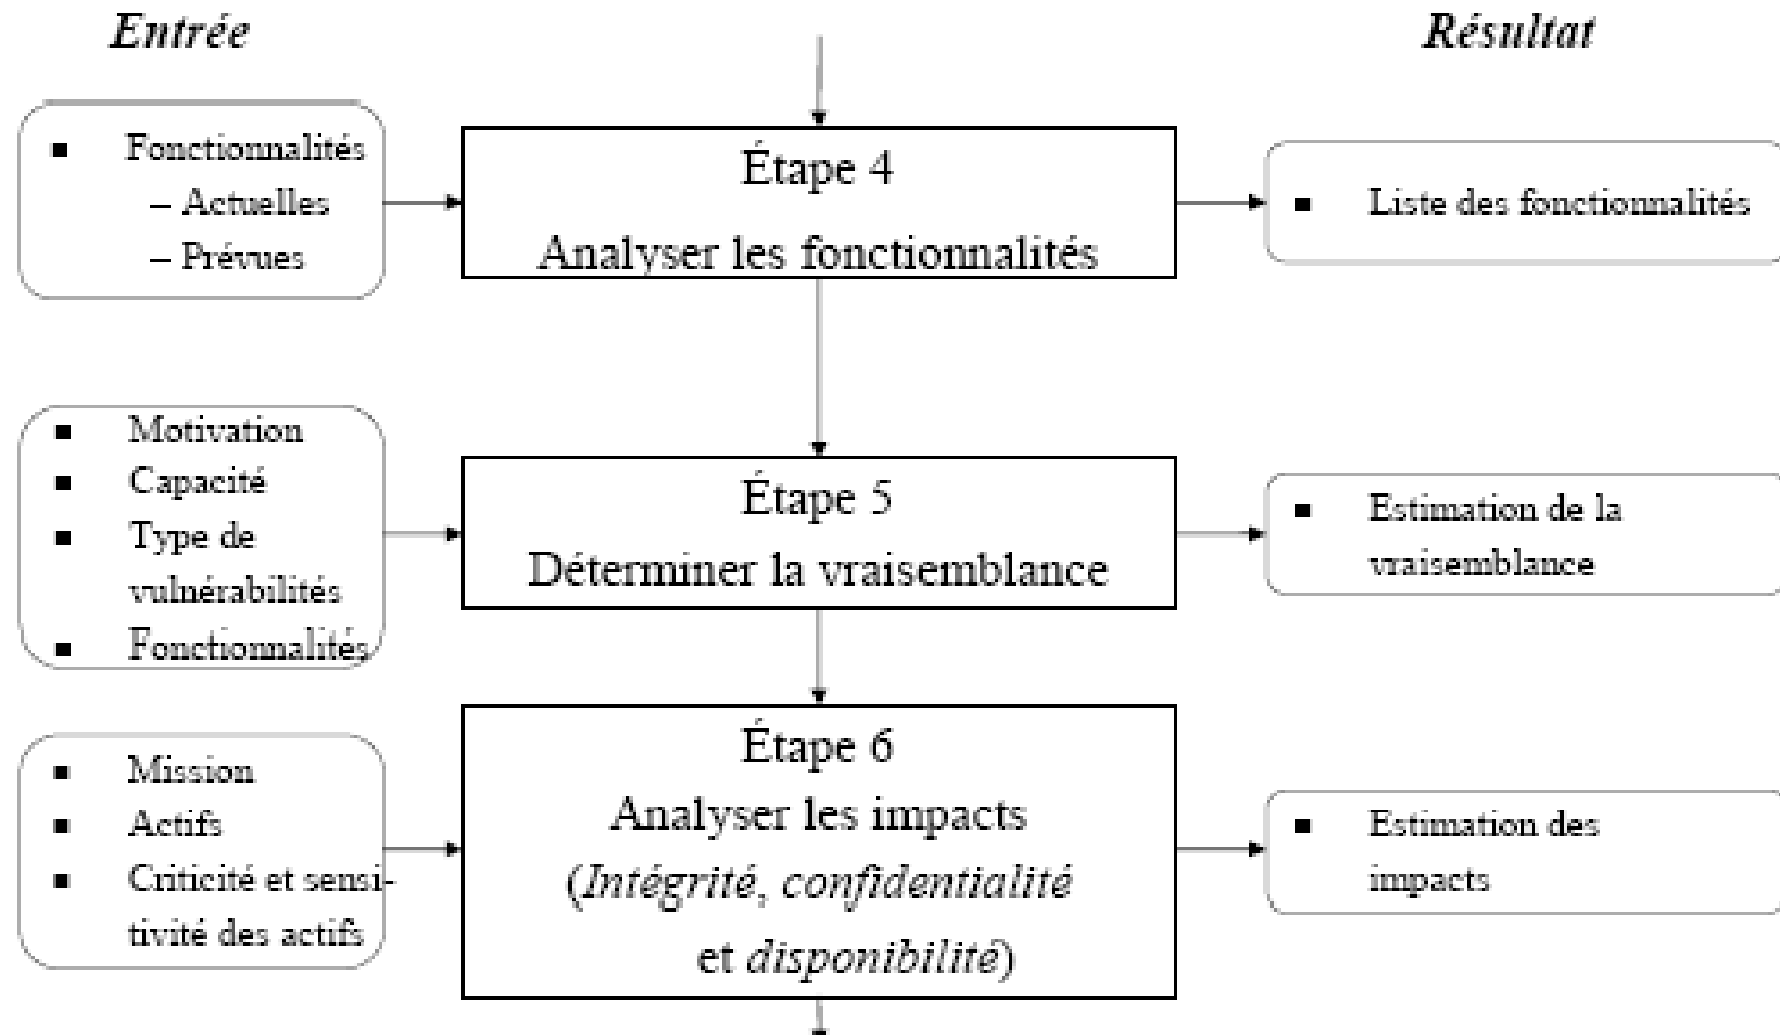 Entrée
Résultat
▪ Fonctionnalités
– Actuelles
– Prévues
Étape 4
Analyser les fonctionnalités
▪ Liste des fonctionnalités
▪ Motivation
▪ Capacité
▪ Type de
vulnérabilités
▪ Fonctionnalités
Étape 5
Déterminer la vraisemblance
▪ Estimation de la
vraisemblance
▪ Mission
▪ Actifs
▪ Criticité et sensi-
tivité des actifs
Étape 6
Analyser les impacts
(Intégrité, confidentialité
et disponibilité)
▪ Estimation des
impacts